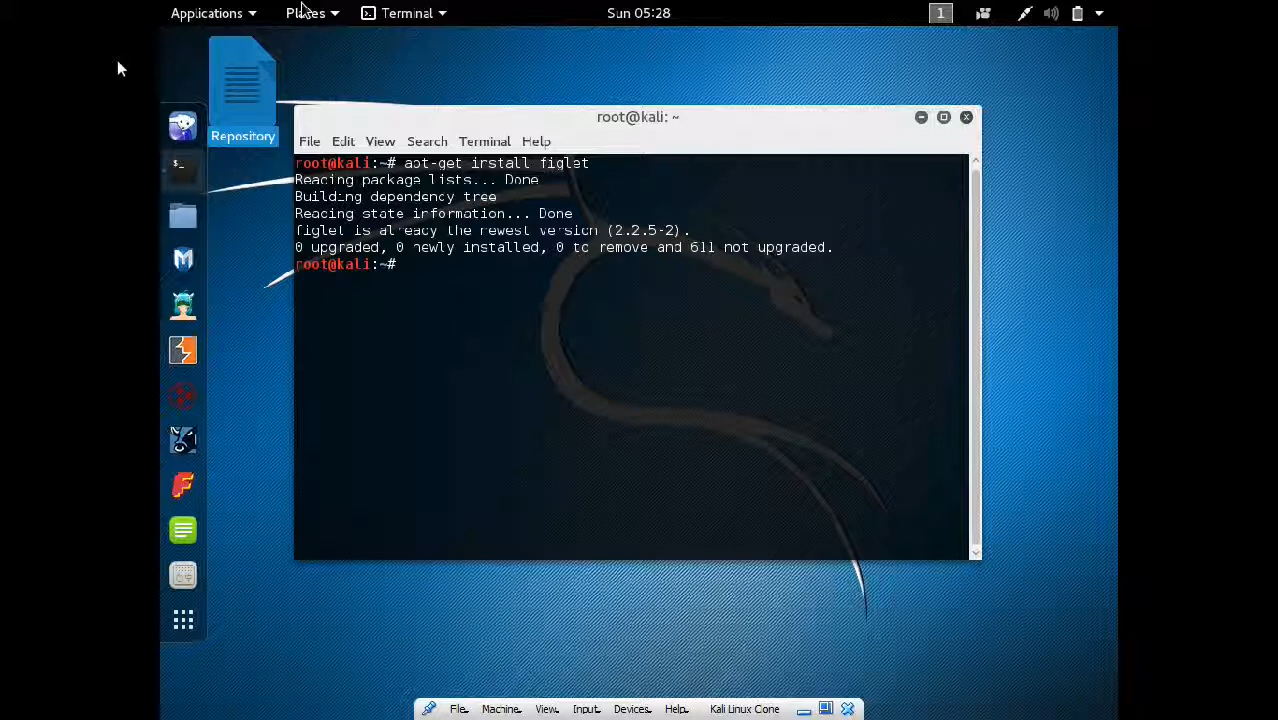 Applications Places Terminal Sun 05:28 1
Repository
root@kali: ~
File Edit View Search Terminal Help
root@kali:~# apt-get install figlet
Reading package lists... Done
Building dependency tree
Reading state information... Done
figlet is already the newest version (2.2.5-2).
0 upgraded, 0 newly installed, 0 to remove and 611 not upgraded.
root@kali:~#
File Machine View Input Devices Help Kali Linux Clone